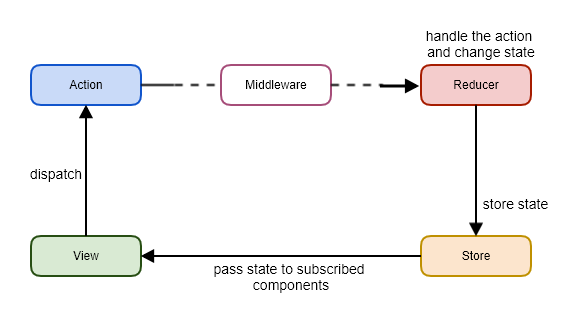 handle the action
and change state
Action
Middleware
Reducer
dispatch
store state
View
Store
pass state to subscribed
components